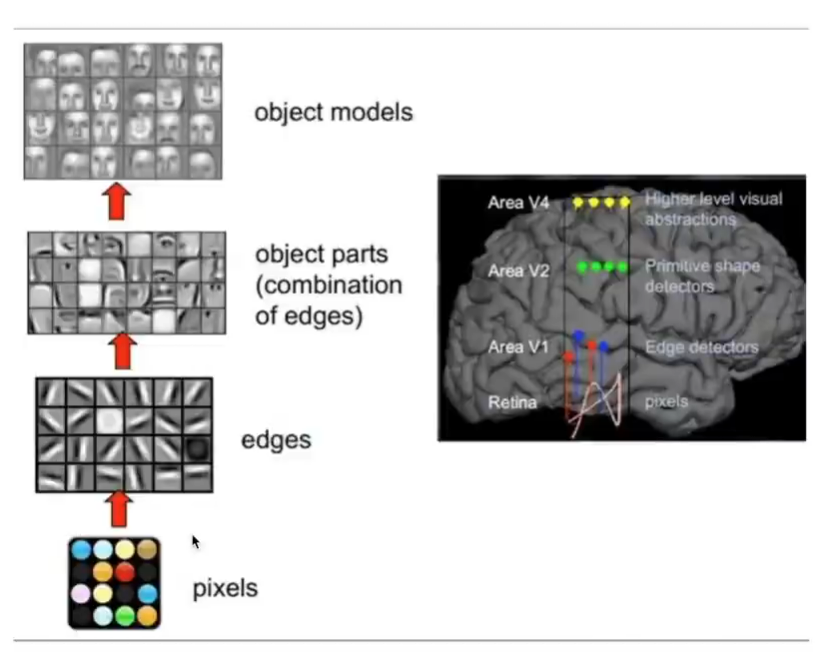 object models
object parts
(combination
of edges)
edges
pixels
Area V4
Higher level visual
abstractions
Area V2
Primitive shape
detectors
Area V1
Edge detectors
Retina
pixels